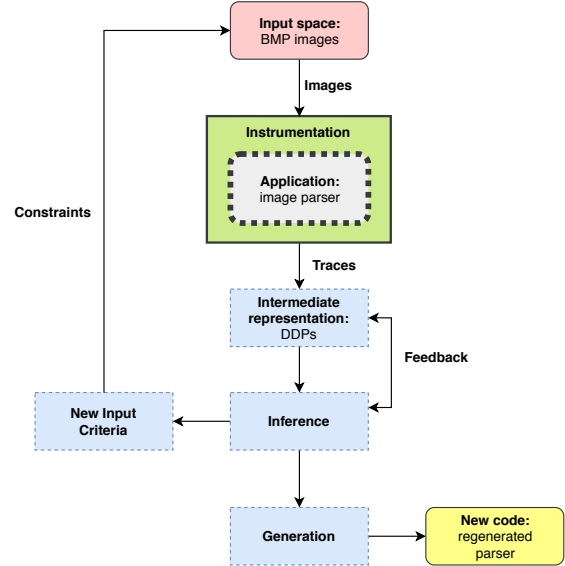 Input space:
BMP images
Images
Instrumentation
Application:
image parser
Constraints
Traces
Intermediate
representation:
DDPs
Feedback
New Input
Criteria
Inference
Generation
New code:
regenerated
parser